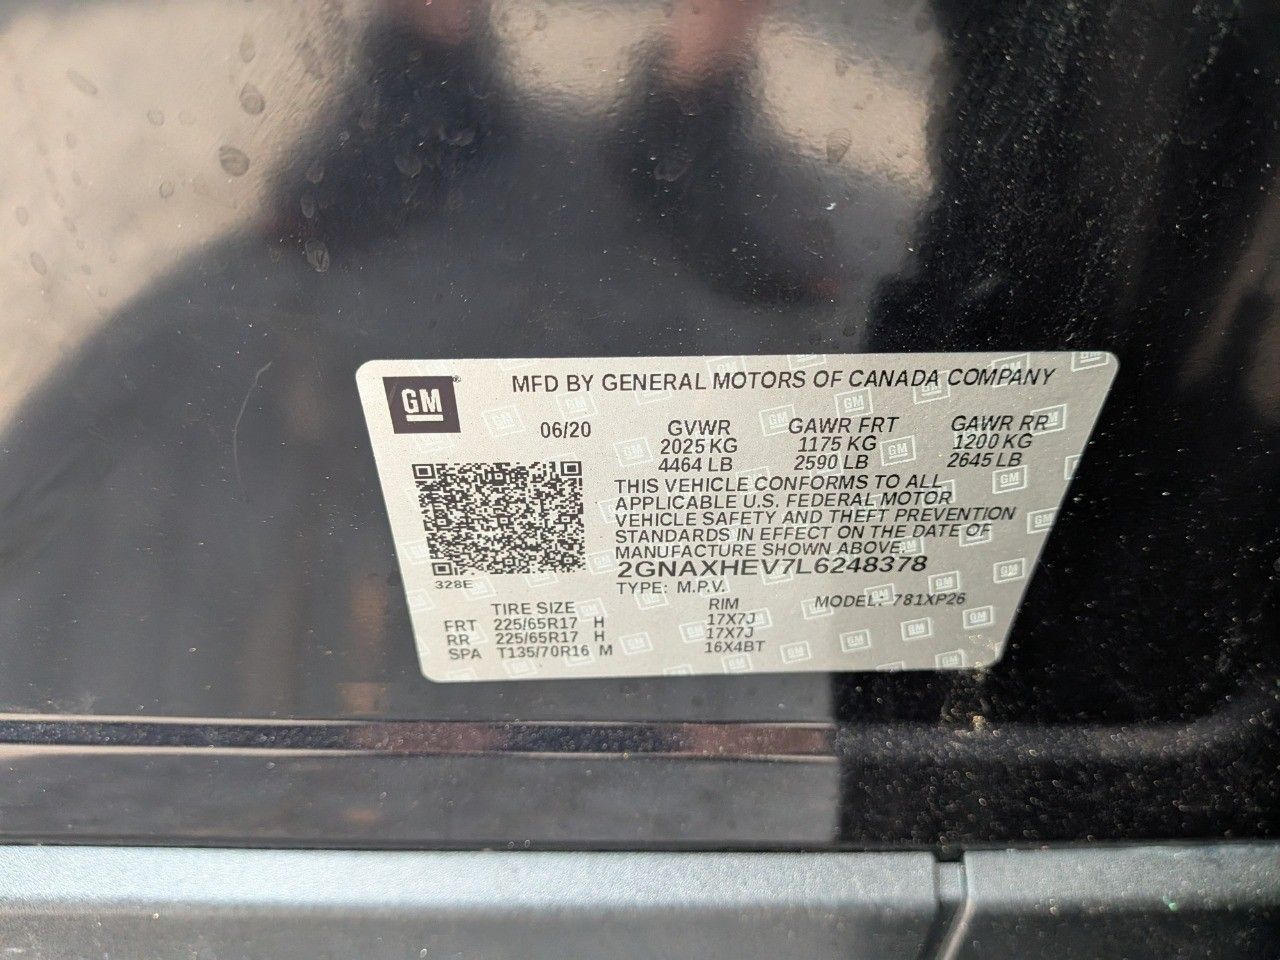 GM
MFD BY GENERAL MOTORS OF CANADA COMPANY
06/20 GVWR GAWR FRT GAWR RR
2025 KG 1175 KG 1200 KG
4464 LB 2590 LB 2645 LB
THIS VEHICLE CONFORMS TO ALL
APPLICABLE U.S. FEDERAL MOTOR
VEHICLE SAFETY AND THEFT PREVENTION
STANDARDS IN EFFECT ON THE DATE OF
MANUFACTURE SHOWN ABOVE.
2GNAXHEV7L6248378
328E TYPE: M.P.V.
TIRE SIZE RIM MODEL: 781XP26
FRT 225/65R17 H 17X7J
RR 225/65R17 H 17X7J
SPA T135/70R16 M 16X4BT